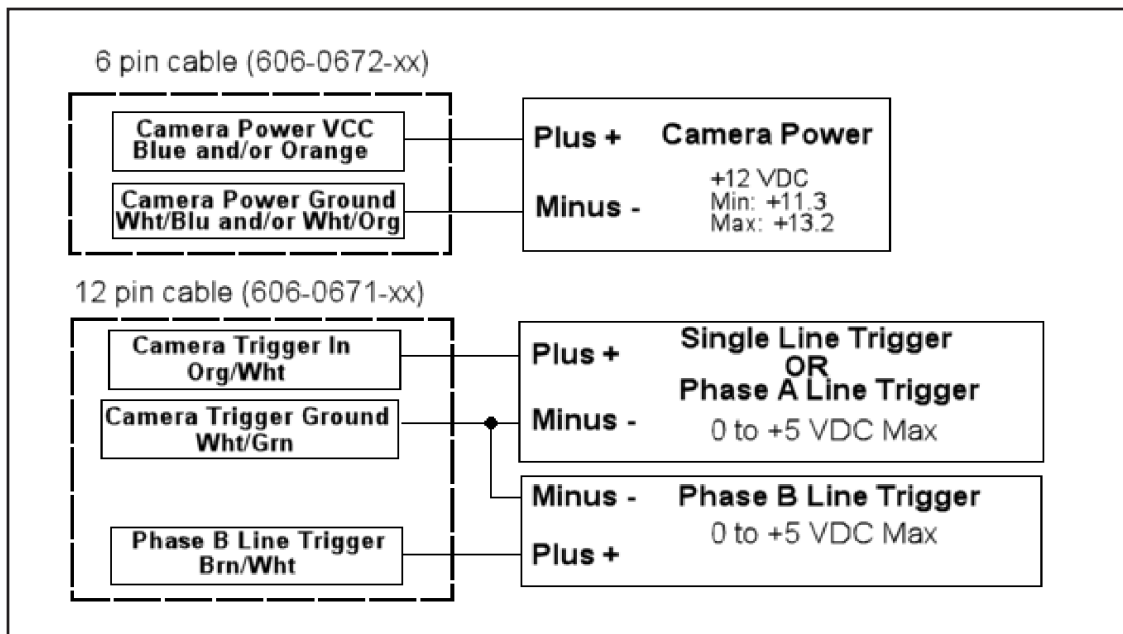 6 pin cable (606-0672-xx)
Camera Power VCC
Blue and/or Orange
Camera Power Ground
Wht/Blu and/or Wht/Org
Plus +
Camera Power
+12 VDC
Min: +11.3
Max: +13.2
Minus -
12 pin cable (606-0671-xx)
Camera Trigger In
Org/Wht
Camera Trigger Ground
Wht/Grn
Phase B Line Trigger
Brn/Wht
Plus +
Single Line Trigger
OR
Phase A Line Trigger
Minus -
0 to +5 VDC Max
Minus -
Phase B Line Trigger
0 to +5 VDC Max
Plus +